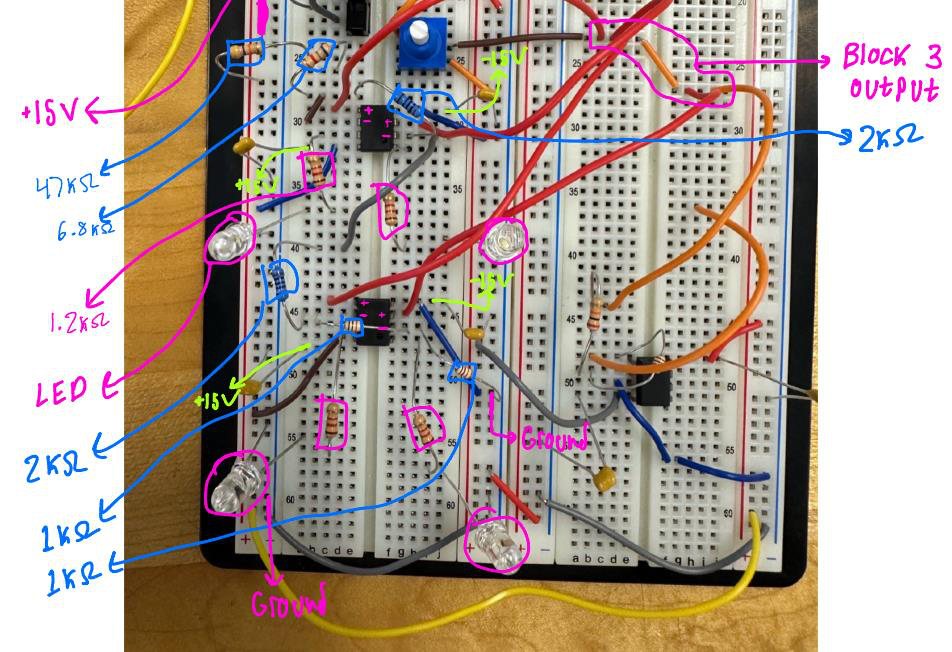 +15V
47kΩ
6.8kΩ
1.2kΩ
LED
2kΩ
1kΩ
1kΩ
Ground
+15V
+15V
-15V
-15V
Ground
BLOCK 3
OUTPUT
2kΩ
+
-
+
-
+
+
-
-
25
30
35
40
45
50
55
60
25
30
35
40
45
50
55
60
a b c d e
f g h i j
+ -